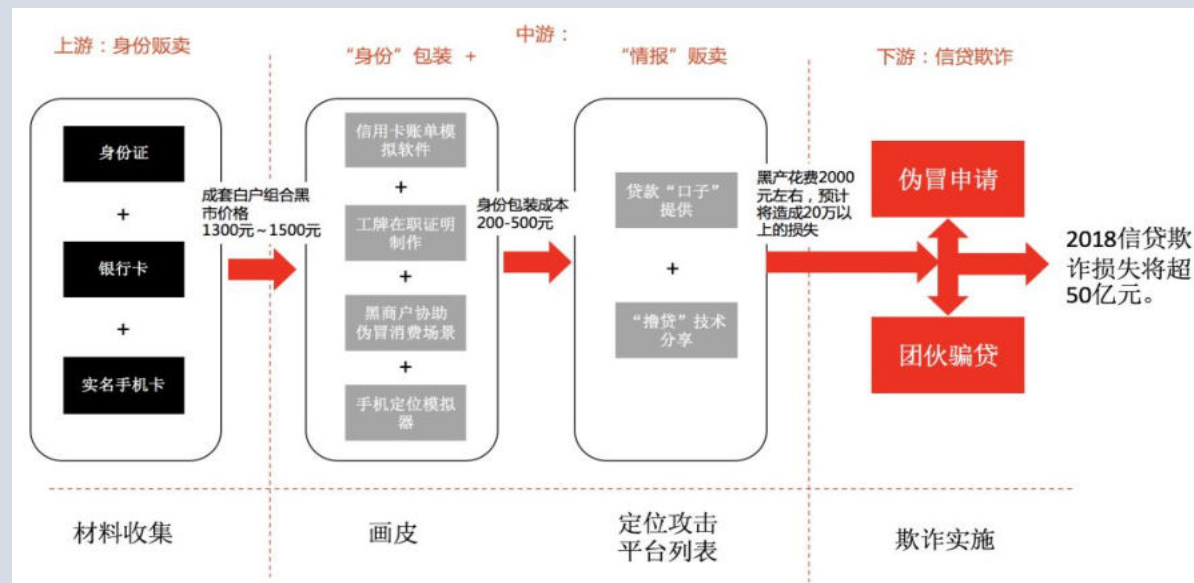 上游：身份贩卖
中游：
“身份”包装 +
“情报”贩卖
下游：信贷欺诈
身份证
+
银行卡
+
实名手机卡
成套白户组合黑
市价格
1300元～1500元
信用卡账单模
拟软件
+
工牌在职证明
制作
+
黑商户协助
伪冒消费场景
+
手机定位模拟
器
身份包装成本
200-500元
贷款“口子”
提供
+
“撸贷”技术
分享
黑产花费2000
元左右，预计
将造成20万以
上的损失
伪冒申请
团伙骗贷
2018信贷欺
诈损失将超
50亿元。
材料收集
画皮
定位攻击
平台列表
欺诈实施